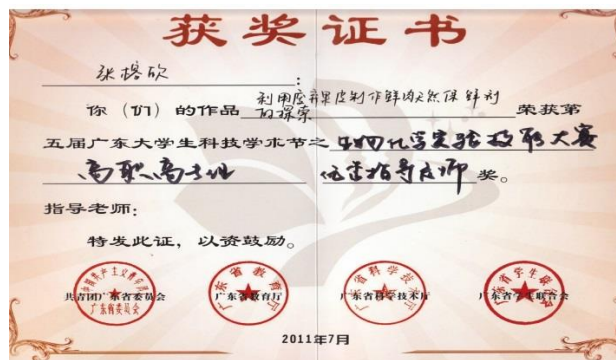 获奖证书
张榕欣:
你(们)的作品 利用废弃果皮制作鲜肉天然保鲜剂的探索 荣获第
五届广东大学生科技学术节之 生物化学实验技能大赛
高职高专组 优秀指导老师 奖。
指导老师:
特发此证,以资鼓励。
共青团广东省委员会 广东省教育厅 广东省科学技术厅 广东省学生联合会
2011年7月